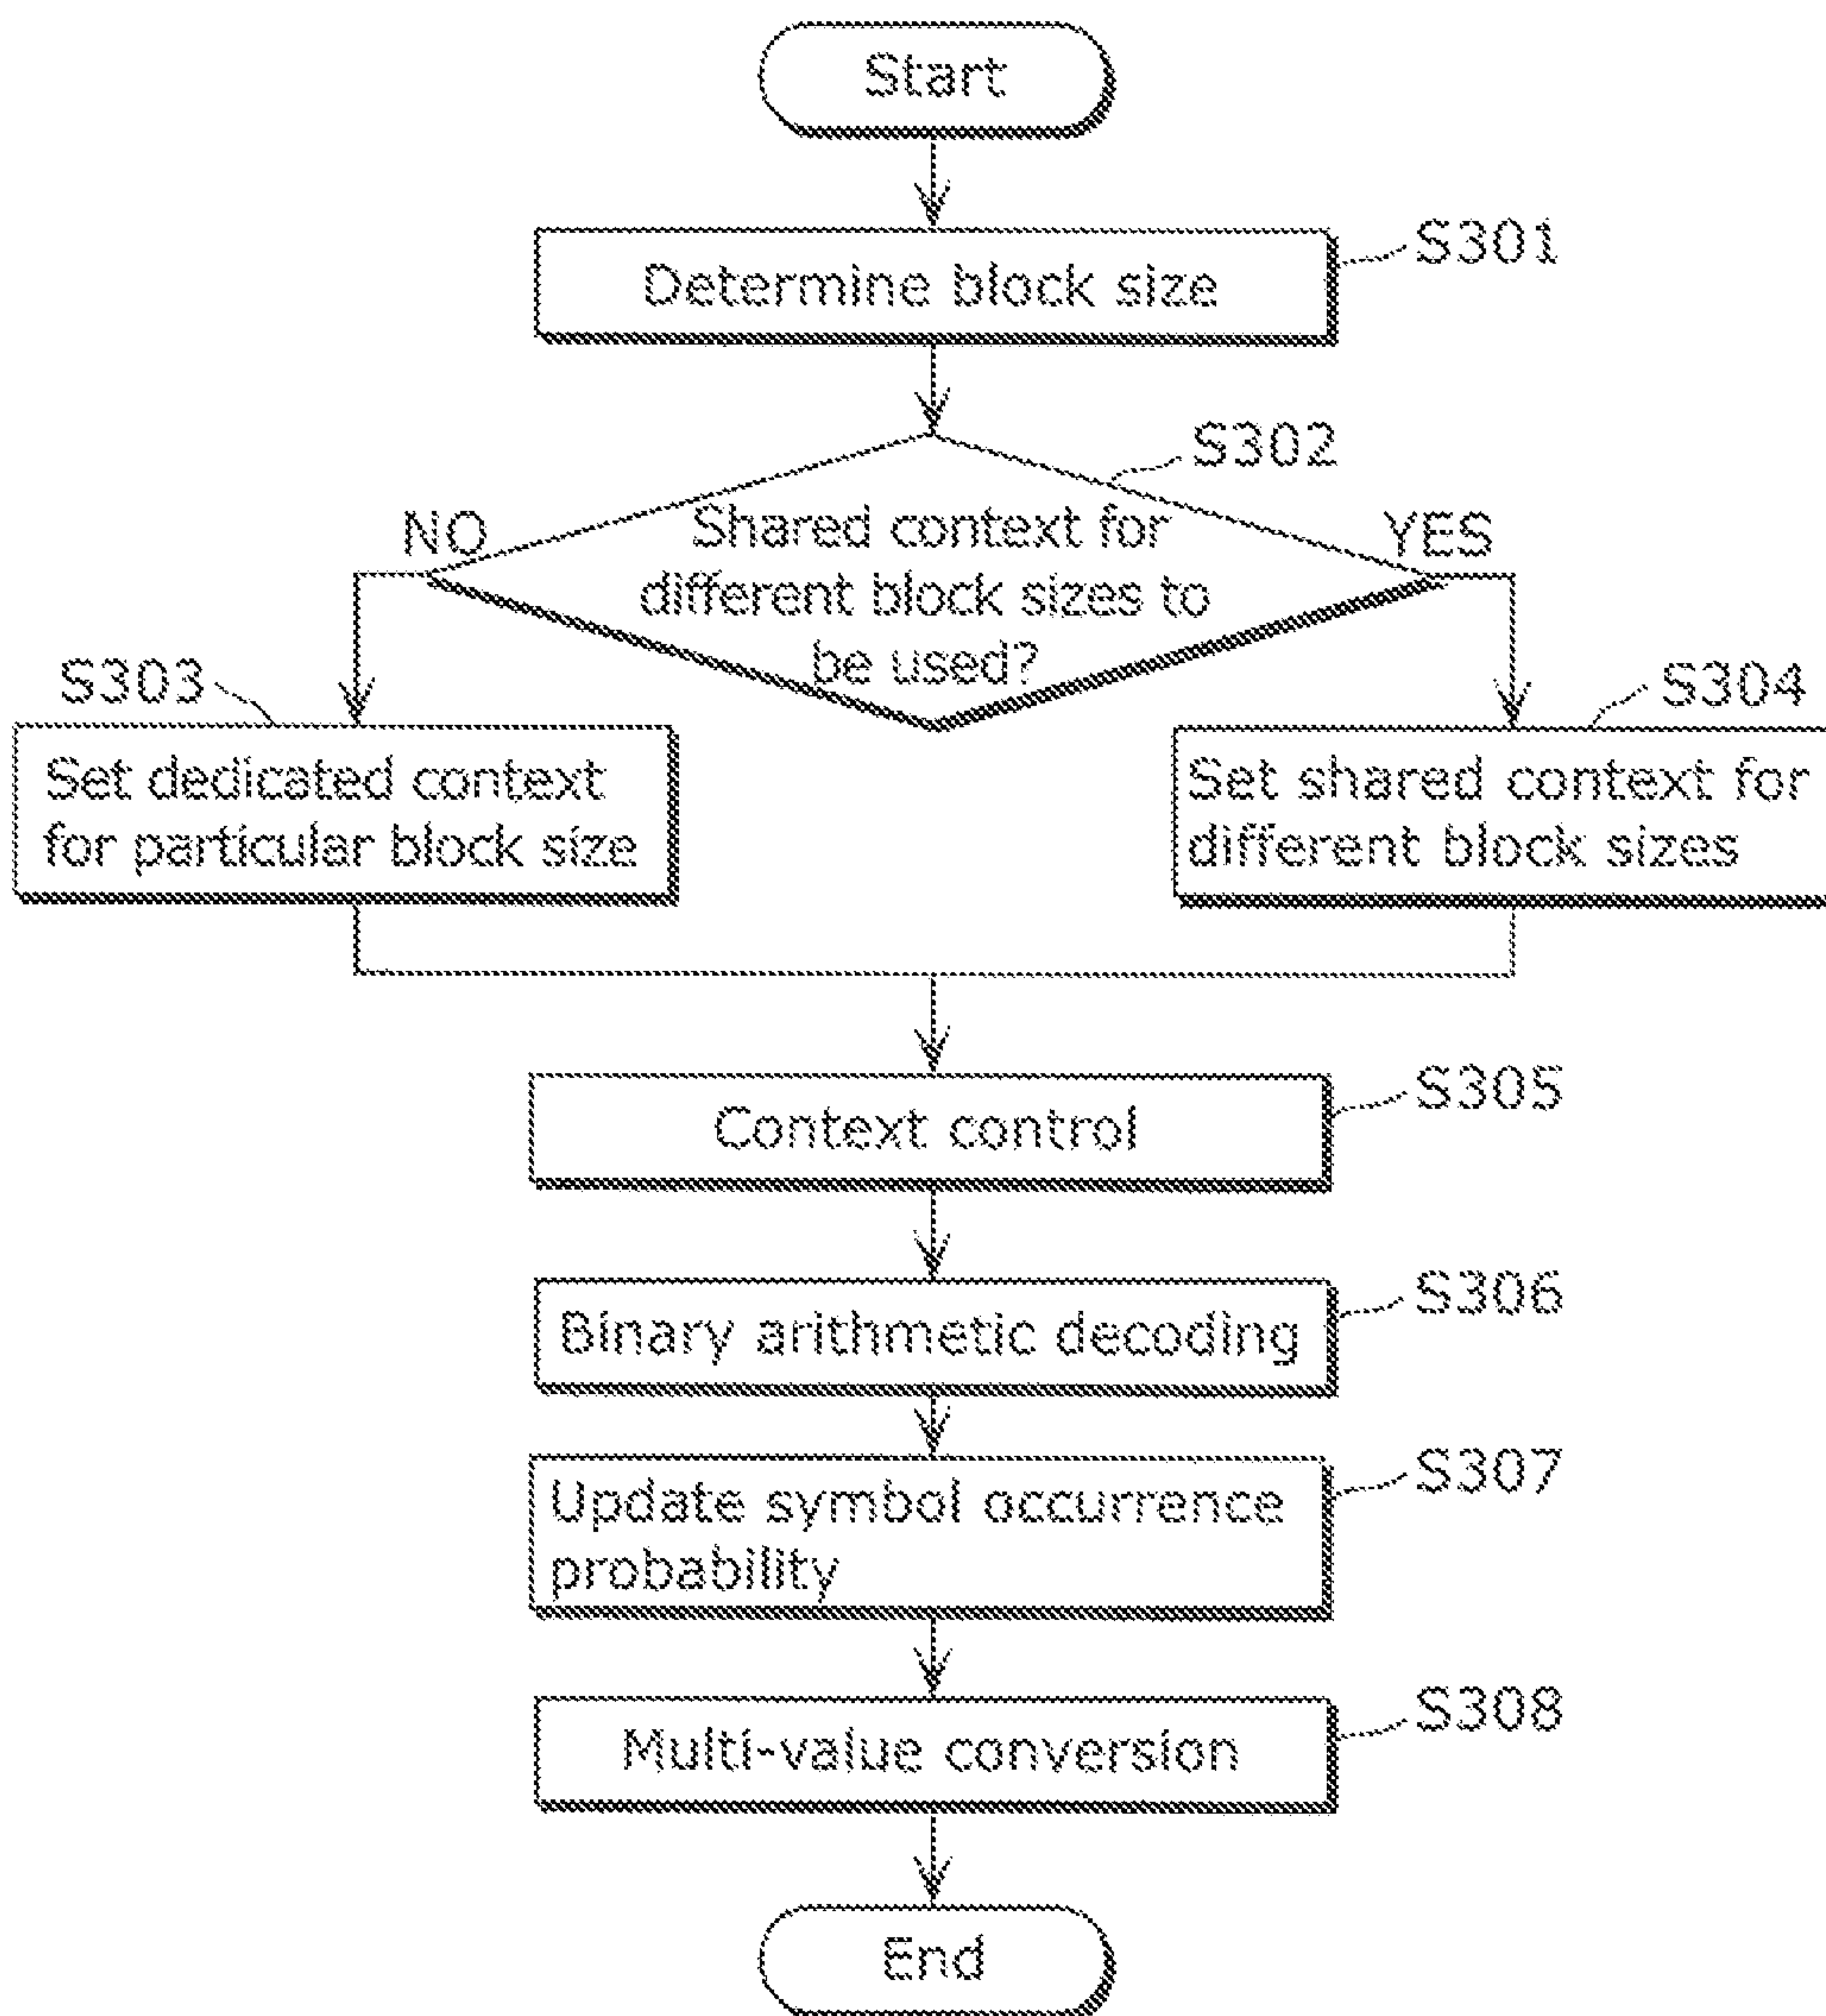 Start
Determine block size
S301
S302
NO
Shared context for
different block sizes to
be used?
YES
S303
Set dedicated context
for particular block size
S304
Set shared context for
different block sizes
Context control
S305
Binary arithmetic decoding
S306
Update symbol occurrence
probability
S307
Multi-value conversion
S308
End